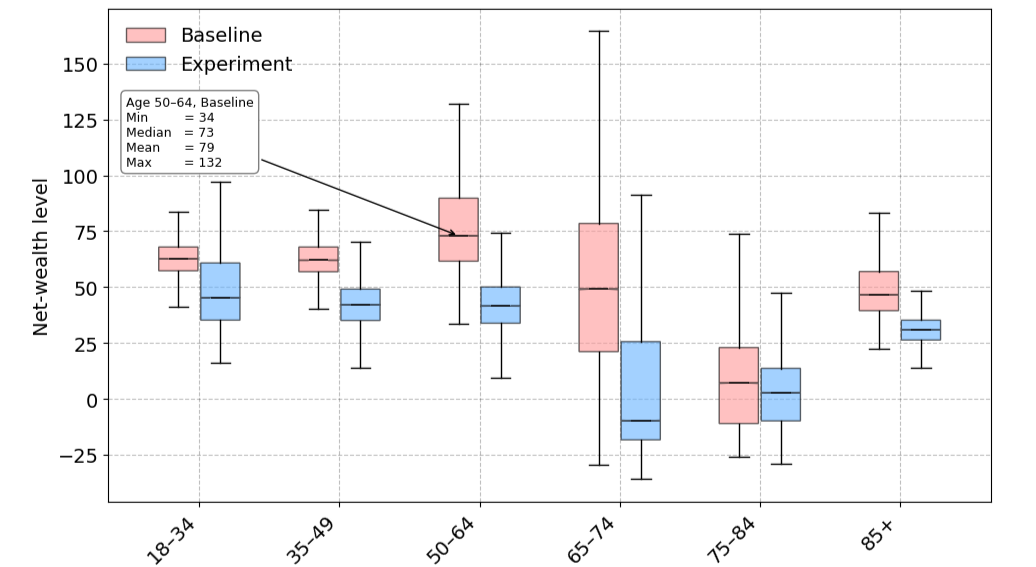 Baseline
Experiment
Age 50–64, Baseline
Min = 34
Median = 73
Mean = 79
Max = 132
Net-wealth level
150
125
100
75
50
25
0
−25
18–34
35–49
50–64
65–74
75–84
85+